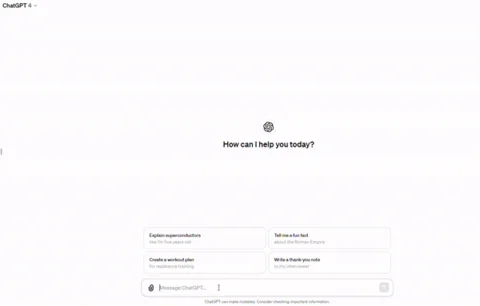 ChatGPT 4
How can I help you today?
Explain superconductors
like I'm five years old
Tell me a fun fact
about the Roman Empire
Create a workout plan
for resistance training
Write a thank you note
to my interviewer
Message ChatGPT...
ChatGPT can make mistakes. Consider checking important information.